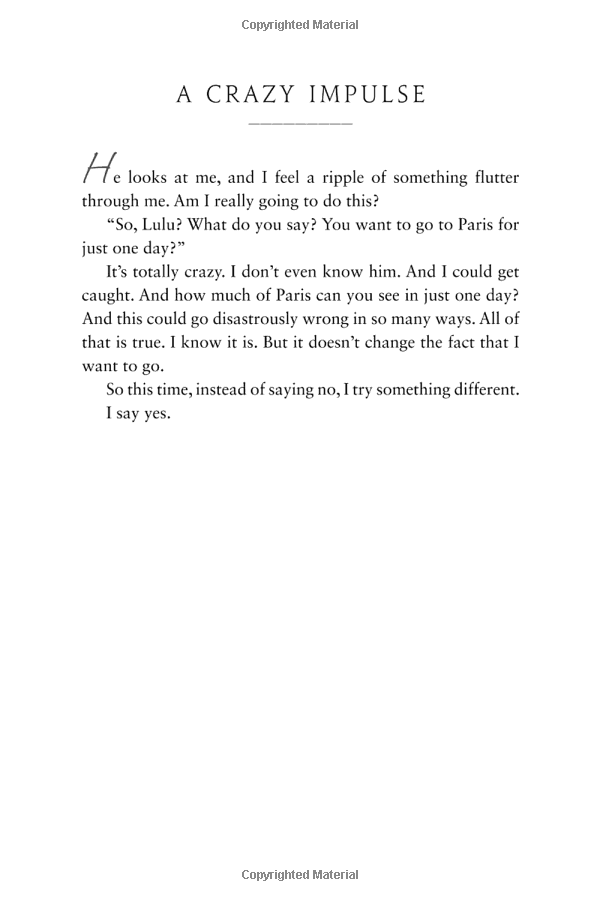 Copyrighted Material
A CRAZY IMPULSE
He looks at me, and I feel a ripple of something flutter
through me. Am I really going to do this?
“So, Lulu? What do you say? You want to go to Paris for
just one day?”
It’s totally crazy. I don’t even know him. And I could get
caught. And how much of Paris can you see in just one day?
And this could go disastrously wrong in so many ways. All of
that is true. I know it is. But it doesn’t change the fact that I
want to go.
So this time, instead of saying no, I try something different.
I say yes.
Copyrighted Material